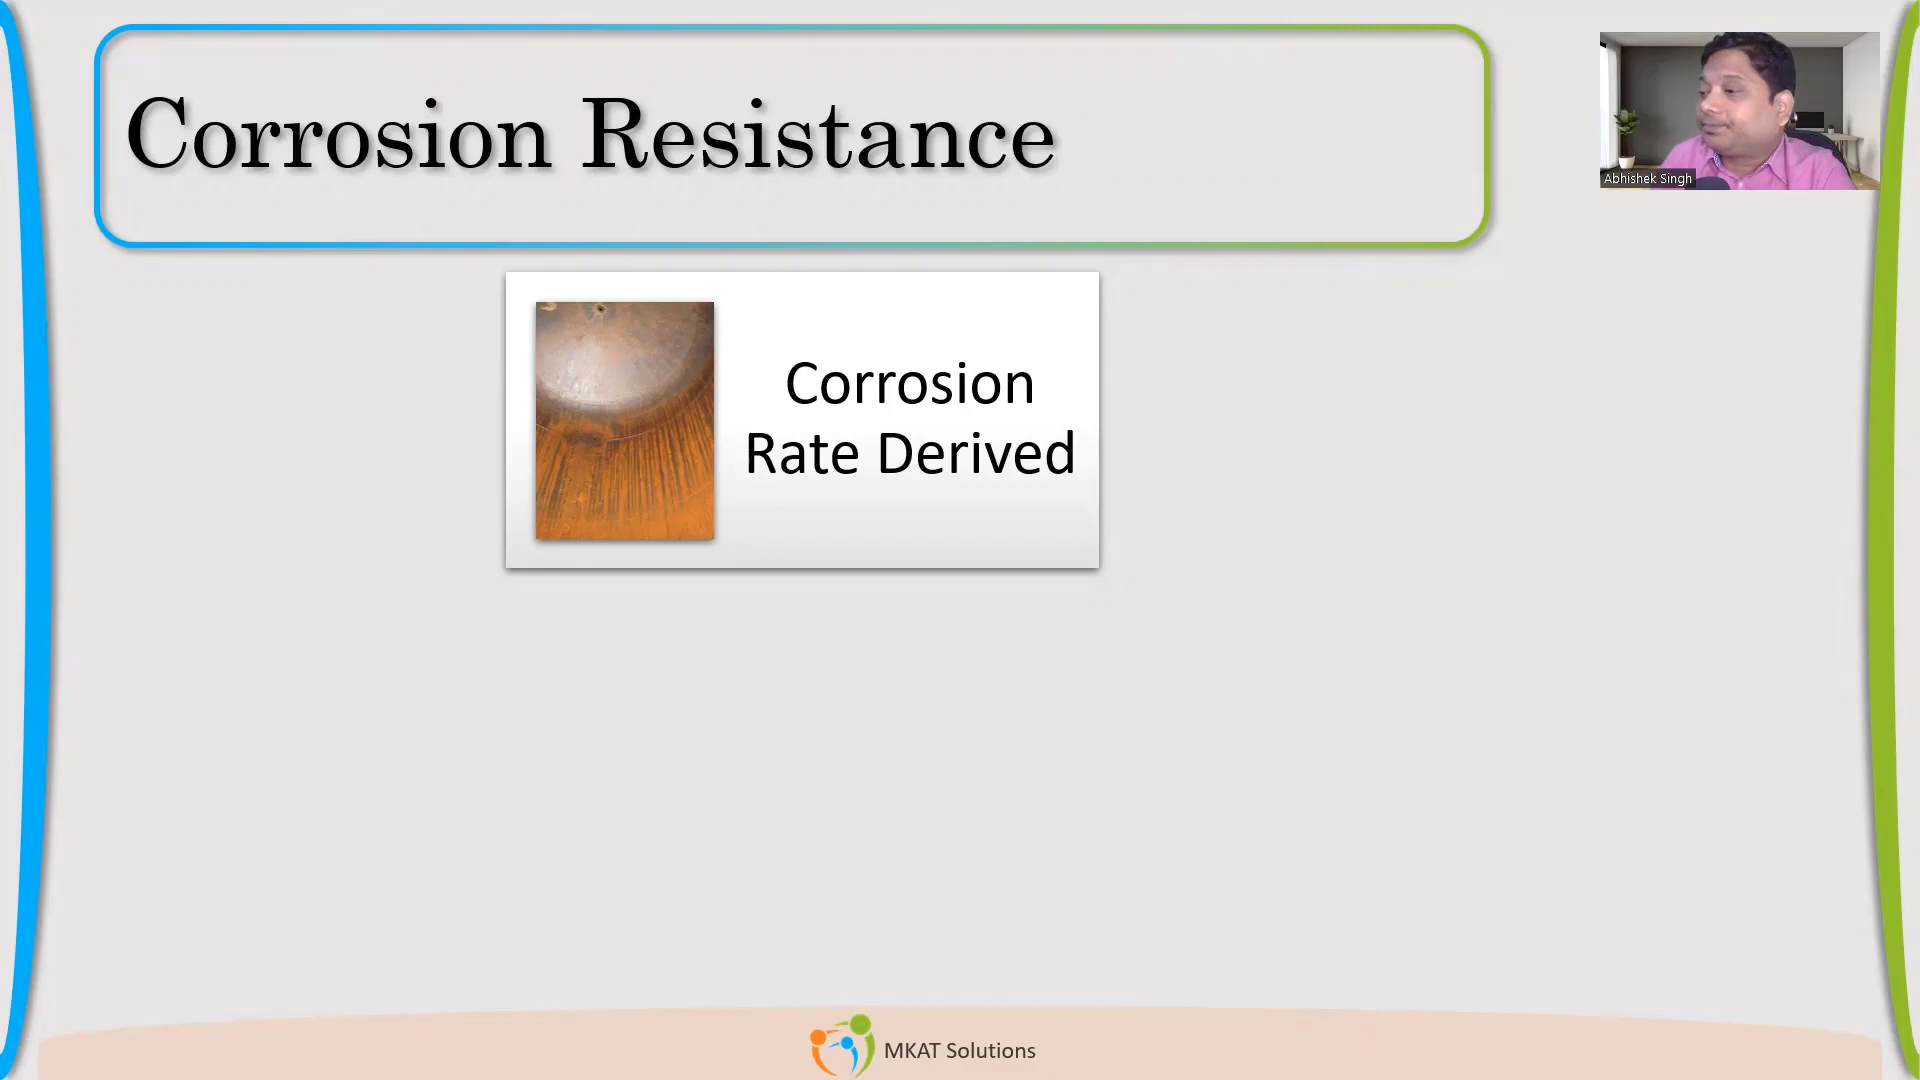 Corrosion Resistance
Abhishek Singh
Corrosion
Rate Derived
MKAT Solutions